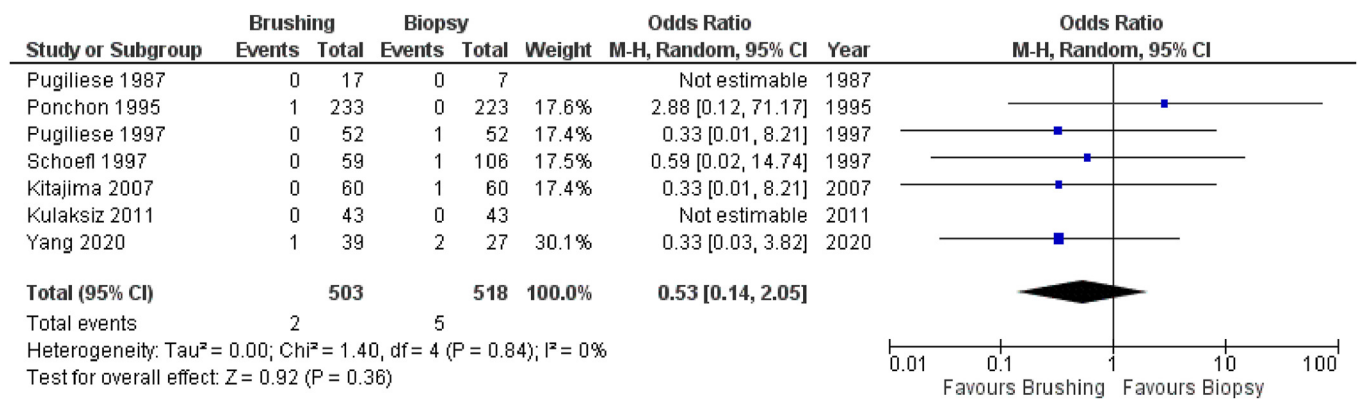 Brushing Biopsy Odds Ratio Odds Ratio
Study or Subgroup Events Total Events Total Weight M-H, Random, 95% CI Year M-H, Random, 95% CI
Pugiliese 1987 0 17 0 7 Not estimable 1987
Ponchon 1995 1 233 0 223 17.6% 2.88 [0.12, 71.17] 1995
Pugiliese 1997 0 52 1 52 17.4% 0.33 [0.01, 8.21] 1997
Schoefl 1997 0 59 1 106 17.5% 0.59 [0.02, 14.74] 1997
Kitajima 2007 0 60 1 60 17.4% 0.33 [0.01, 8.21] 2007
Kulaksiz 2011 0 43 0 43 Not estimable 2011
Yang 2020 1 39 2 27 30.1% 0.33 [0.03, 3.82] 2020
Total (95% CI) 503 518 100.0% 0.53 [0.14, 2.05]
Total events 2 5
Heterogeneity: Tau² = 0.00; Chi² = 1.40, df = 4 (P = 0.84); I² = 0%
Test for overall effect: Z = 0.92 (P = 0.36)
0.01 0.1 1 10 100
Favours Brushing Favours Biopsy